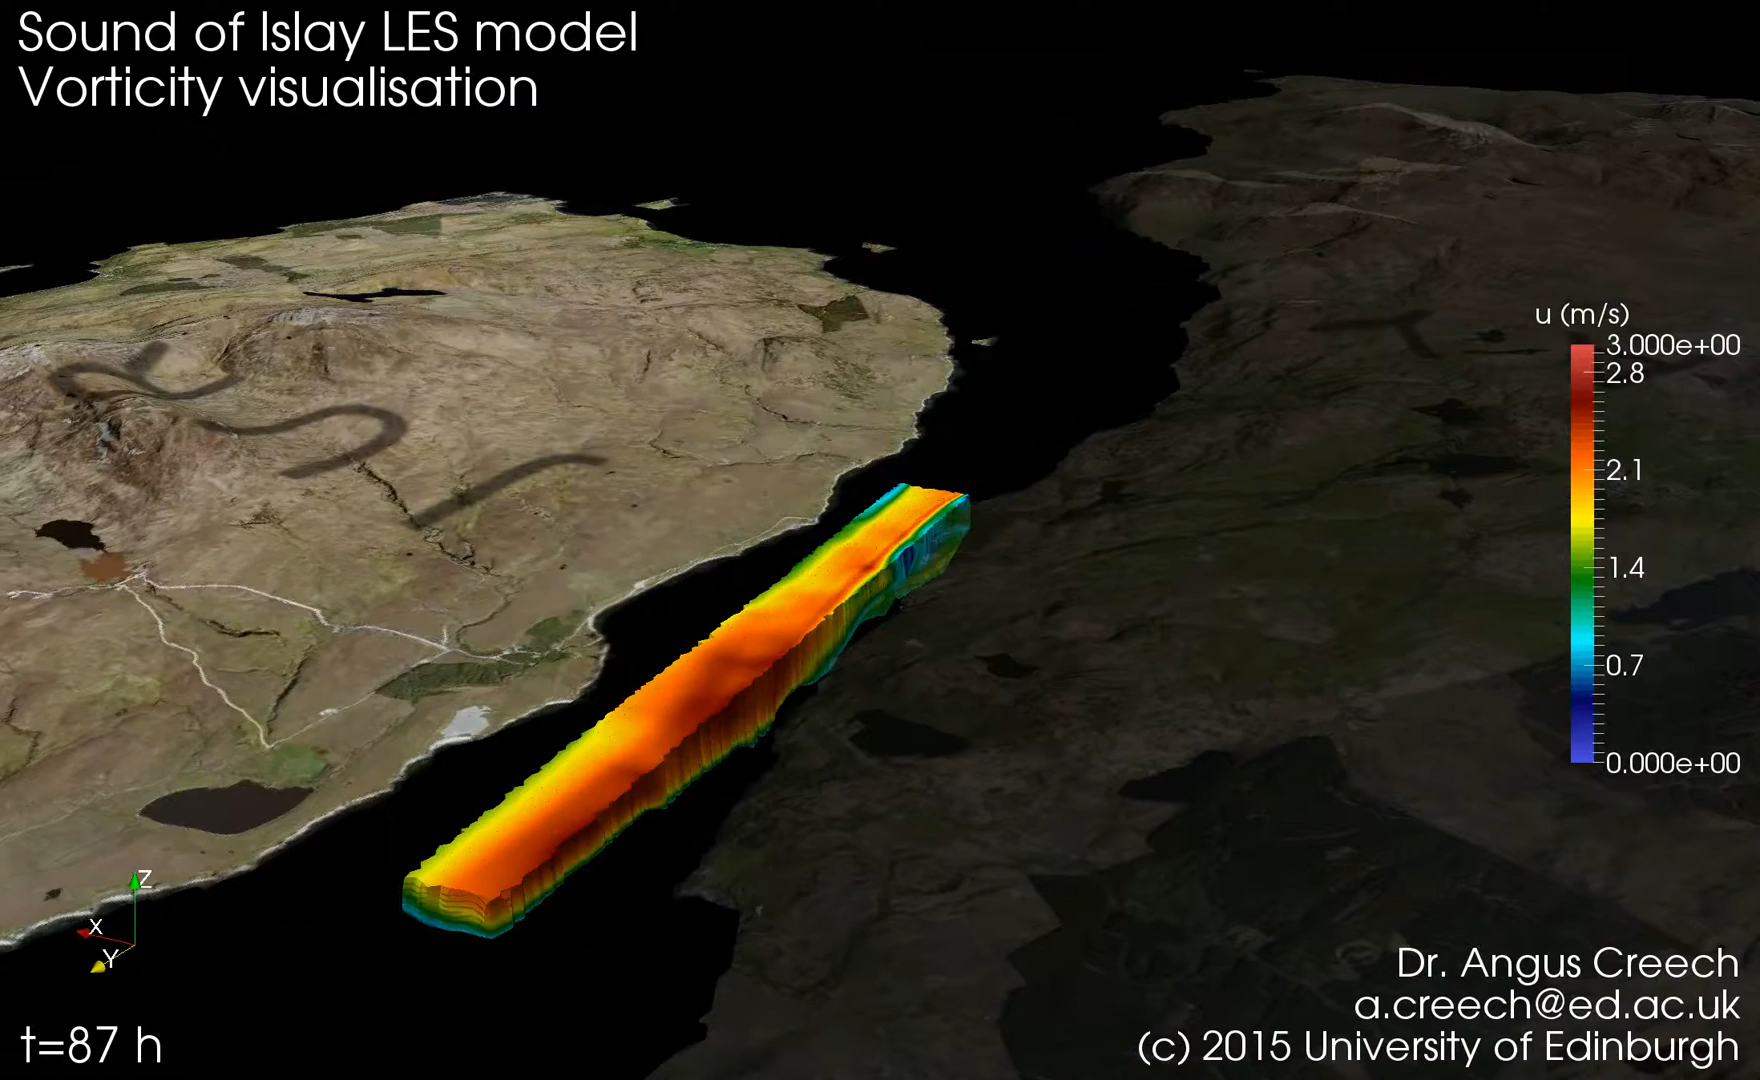 Sound of Islay LES model
Vorticity visualisation
u (m/s)
3.000e+00
2.8
2.1
1.4
0.7
0.000e+00
Z
X
Y
t=87 h
Dr. Angus Creech
a.creech@ed.ac.uk
(c) 2015 University of Edinburgh